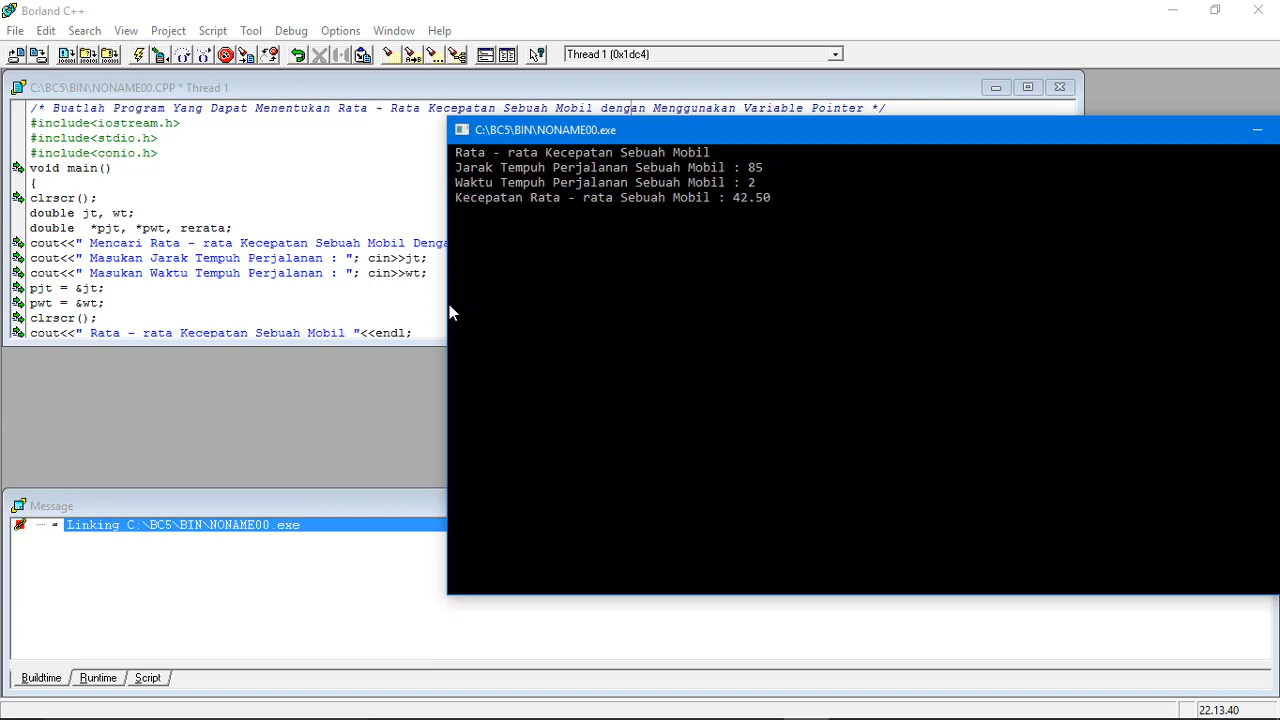 Borland C++
File Edit Search View Project Script Tool Debug Options Window Help
Thread 1 (0x1dc4)
C:\BC5\BIN\NONAME00.CPP * Thread 1
/* Buatlah Program Yang Dapat Menentukan Rata - Rata Kecepatan Sebuah Mobil dengan Menggunakan Variable Pointer */
#include<iostream.h>
#include<stdio.h>
#include<conio.h>
void main()
{
clrscr();
double jt, wt;
double  *pjt, *pwt, rerata;
cout<<" Mencari Rata - rata Kecepatan Sebuah Mobil Denga
cout<<" Masukan Jarak Tempuh Perjalanan : "; cin>>jt;
cout<<" Masukan Waktu Tempuh Perjalanan : "; cin>>wt;
pjt = &jt;
pwt = &wt;
clrscr();
cout<<" Rata - rata Kecepatan Sebuah Mobil "<<endl;
C:\BC5\BIN\NONAME00.exe
Rata - rata Kecepatan Sebuah Mobil
Jarak Tempuh Perjalanan Sebuah Mobil : 85
Waktu Tempuh Perjalanan Sebuah Mobil : 2
Kecepatan Rata - rata Sebuah Mobil : 42.50
Message
Linking C:\BC5\BIN\NONAME00.exe
Buildtime Runtime Script
22.13.40